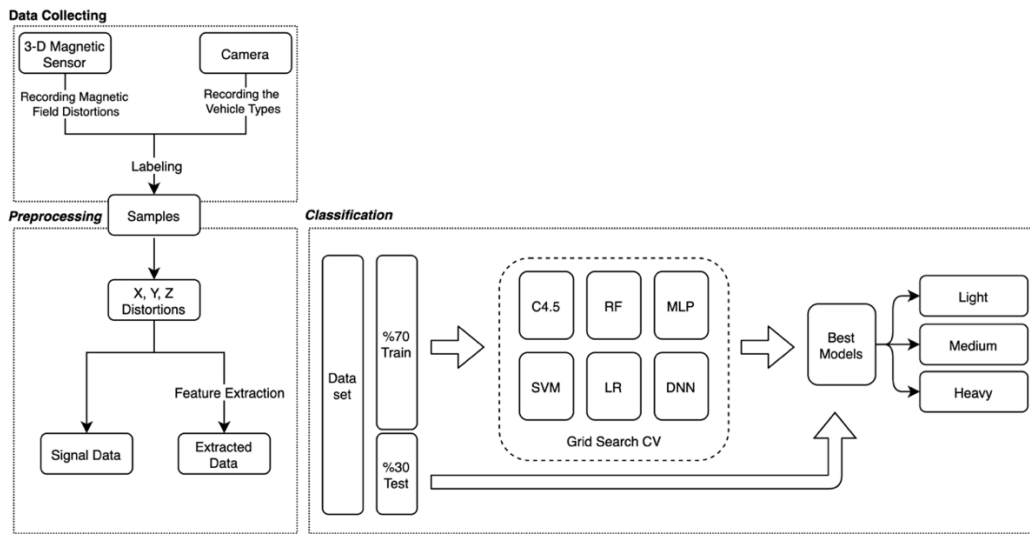 Data Collecting
3-D Magnetic
Sensor
Camera
Recording Magnetic
Field Distortions
Recording the
Vehicle Types
Labeling
Samples
Preprocessing
X, Y, Z
Distortions
Feature Extraction
Signal Data
Extracted
Data
Classification
Data
set
%70
Train
%30
Test
C4.5
RF
MLP
SVM
LR
DNN
Grid Search CV
Best
Models
Light
Medium
Heavy